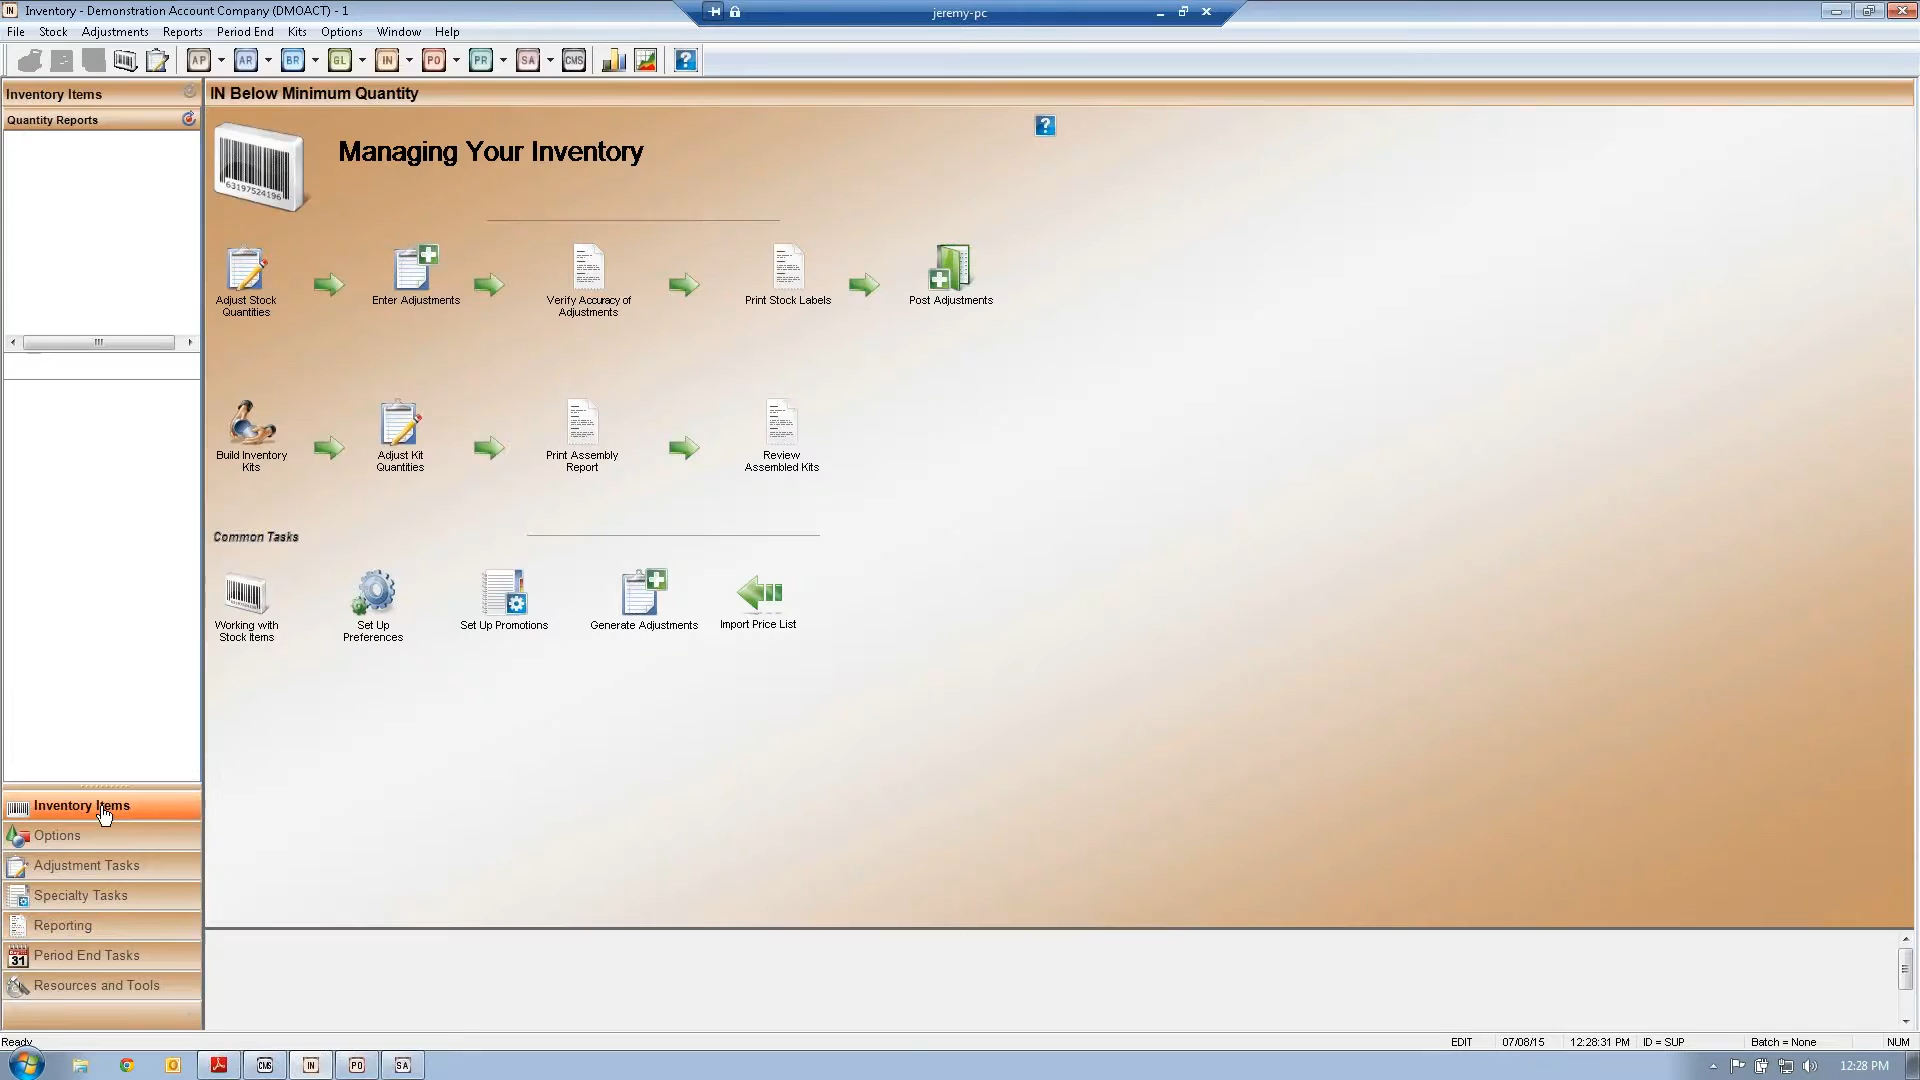 Inventory - Demonstration Account Company (DMOACT) - 1
jeremy-pc
File Stock Adjustments Reports Period End Kits Options Window Help
AP AR BR GL IN PO PR SA CMS ?
Inventory Items
IN Below Minimum Quantity
Quantity Reports
?
Managing Your Inventory
63197524196
Adjust Stock
Quantities
Enter Adjustments
Verify Accuracy of
Adjustments
Print Stock Labels
Post Adjustments
Build Inventory
Kits
Adjust Kit
Quantities
Print Assembly
Report
Review
Assembled Kits
Common Tasks
Working with
Stock Items
Set Up
Preferences
Set Up Promotions
Generate Adjustments
Import Price List
Inventory Items
Options
Adjustment Tasks
Specialty Tasks
Reporting
31 Period End Tasks
Resources and Tools
Ready
EDIT 07/08/15 12:28:31 PM ID = SUP Batch = None NUM
CMS IN PO SA
12:28 PM